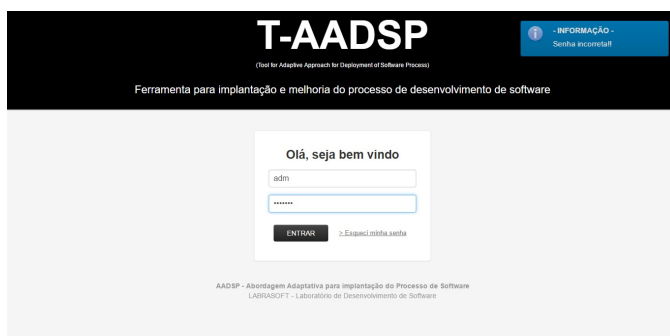 T-AADSP
(Tool for Adaptive Approach for Deployment of Software Process)
Ferramenta para implantação e melhoria do processo de desenvolvimento de software
- INFORMAÇÃO -
Senha incorreta!!
Olá, seja bem vindo
adm
•••••••
ENTRAR
> Esqueci minha senha
AADSP - Abordagem Adaptativa para implantação do Processo de Software
LABRASOFT - Laboratório de Desenvolvimento de Software